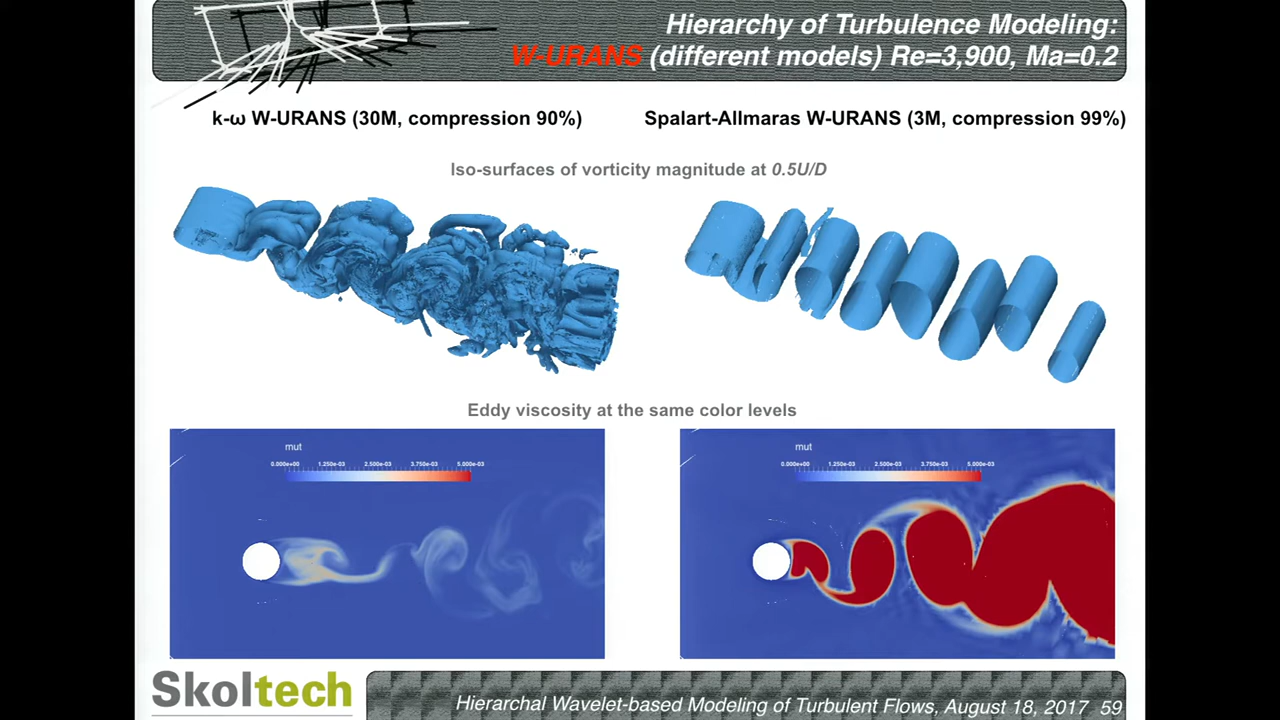 Hierarchy of Turbulence Modeling:
W-URANS (different models) Re=3,900, Ma=0.2
k-ω W-URANS (30M, compression 90%)
Spalart-Allmaras W-URANS (3M, compression 99%)
Iso-surfaces of vorticity magnitude at 0.5U/D
Eddy viscosity at the same color levels
mut
0.000e+00 1.250e-03 2.500e-03 3.750e-03 5.000e-03
mut
0.000e+00 1.250e-03 2.500e-03 3.750e-03 5.000e-03
Skoltech
Hierarchal Wavelet-based Modeling of Turbulent Flows, August 18, 2017 59